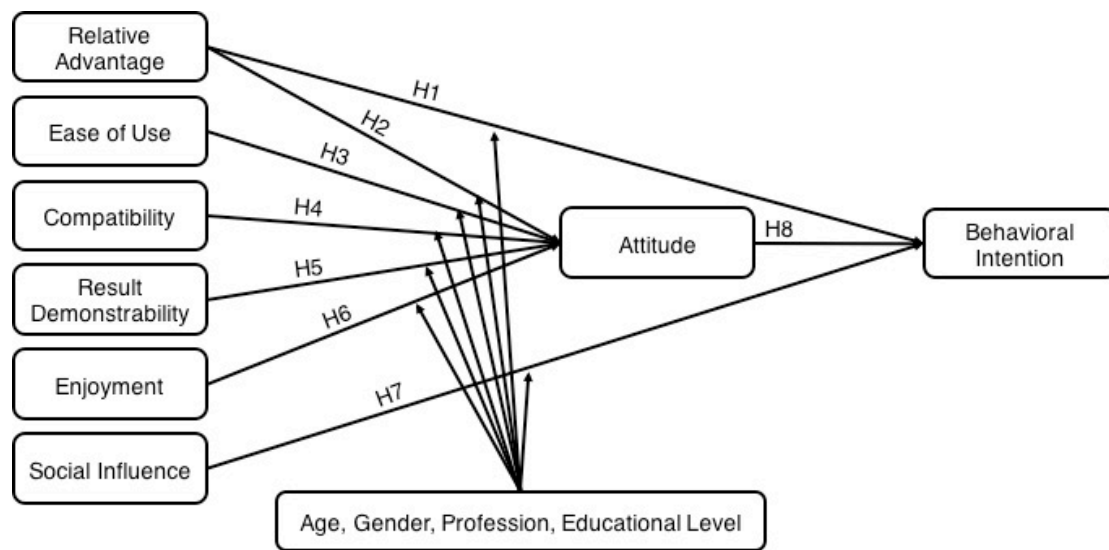 Relative
Advantage
H1
H2
Ease of Use
H3
Compatibility
H4
Attitude
H8
Behavioral
Intention
Result
Demonstrability
H5
H6
Enjoyment
H7
Social Influence
Age, Gender, Profession, Educational Level